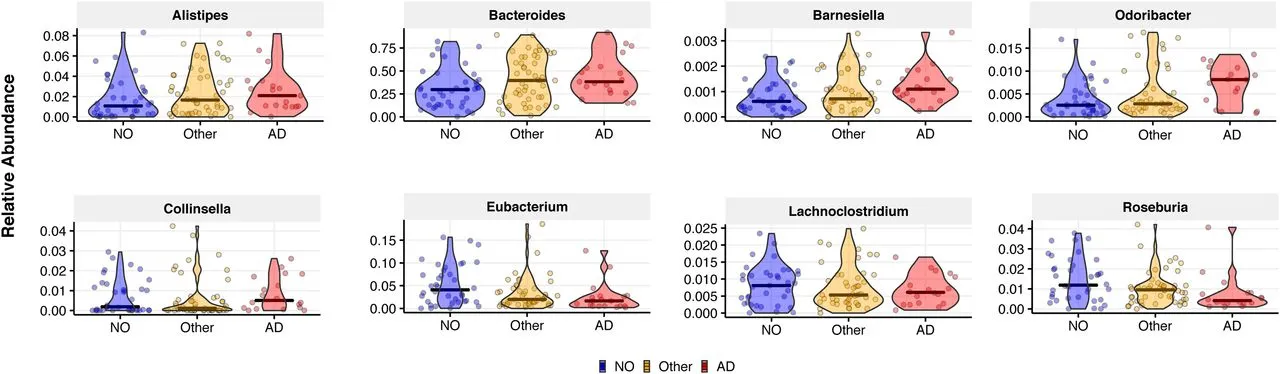 Relative Abundance
Alistipes
0.08
0.06
0.04
0.02
0.00
NO Other AD
Bacteroides
0.75
0.50
0.25
0.00
NO Other AD
Barnesiella
0.003
0.002
0.001
0.000
NO Other AD
Odoribacter
0.015
0.010
0.005
0.000
NO Other AD
Collinsella
0.04
0.03
0.02
0.01
0.00
NO Other AD
Eubacterium
0.15
0.10
0.05
0.00
NO Other AD
Lachnoclostridium
0.025
0.020
0.015
0.010
0.005
0.000
NO Other AD
Roseburia
0.04
0.03
0.02
0.01
0.00
NO Other AD
NO Other AD